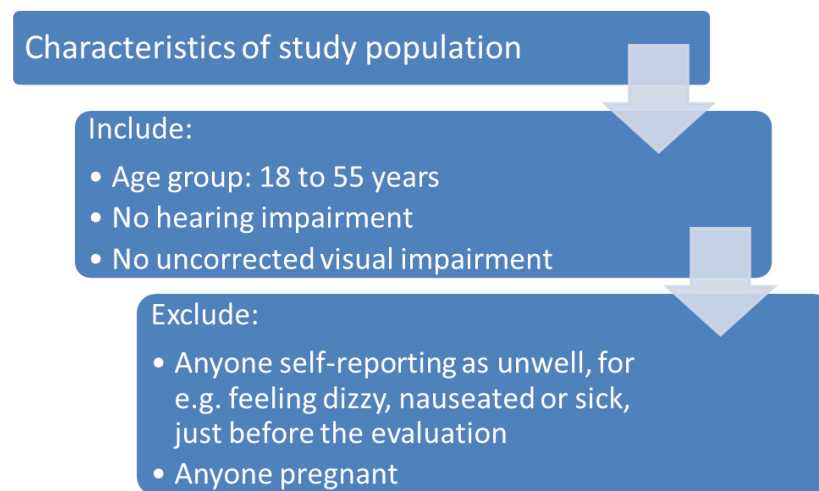 Characteristics of study population
Include:
• Age group: 18 to 55 years
• No hearing impairment
• No uncorrected visual impairment
Exclude:
• Anyone self-reporting as unwell, for
e.g. feeling dizzy, nauseated or sick,
just before the evaluation
• Anyone pregnant